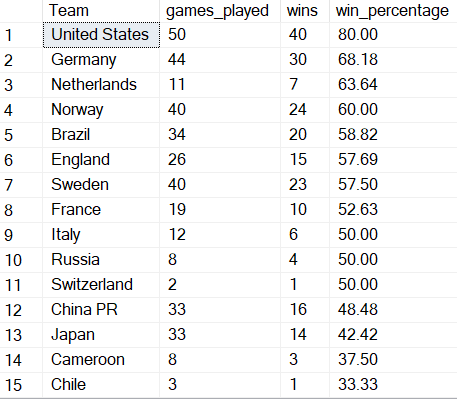 Team games_played wins win_percentage
1 United States 50 40 80.00
2 Germany 44 30 68.18
3 Netherlands 11 7 63.64
4 Norway 40 24 60.00
5 Brazil 34 20 58.82
6 England 26 15 57.69
7 Sweden 40 23 57.50
8 France 19 10 52.63
9 Italy 12 6 50.00
10 Russia 8 4 50.00
11 Switzerland 2 1 50.00
12 China PR 33 16 48.48
13 Japan 33 14 42.42
14 Cameroon 8 3 37.50
15 Chile 3 1 33.33